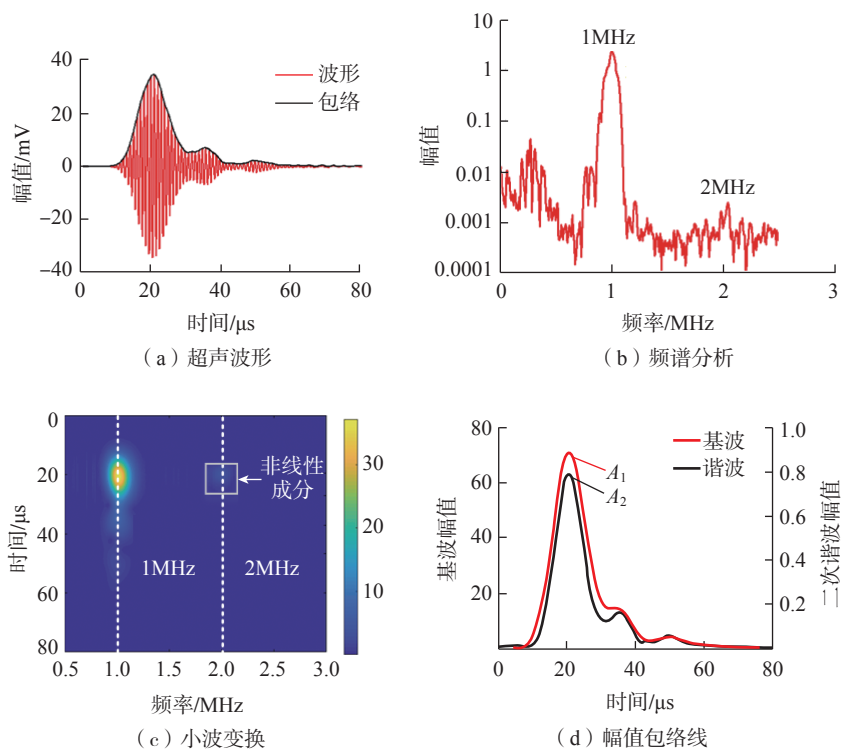 40
20
0
−20
−40
幅值/mV
波形
包络
0
20
40
60
80
时间/μs
（a）超声波形
10
1
0.1
0.01
0.001
0.0001
幅值
1MHz
2MHz
0
1
2
3
频率/MHz
（b）频谱分析
0
20
40
60
80
时间/μs
非线性
成分
1MHz
2MHz
30
20
10
0.5
1.0
1.5
2.0
2.5
3.0
频率/MHz
（c）小波变换
80
60
40
20
基波幅值
基波
谐波
A1
A2
1.0
0.8
0.6
0.4
0.2
二次谐波幅值
0
20
40
60
80
时间/μs
（d）幅值包络线